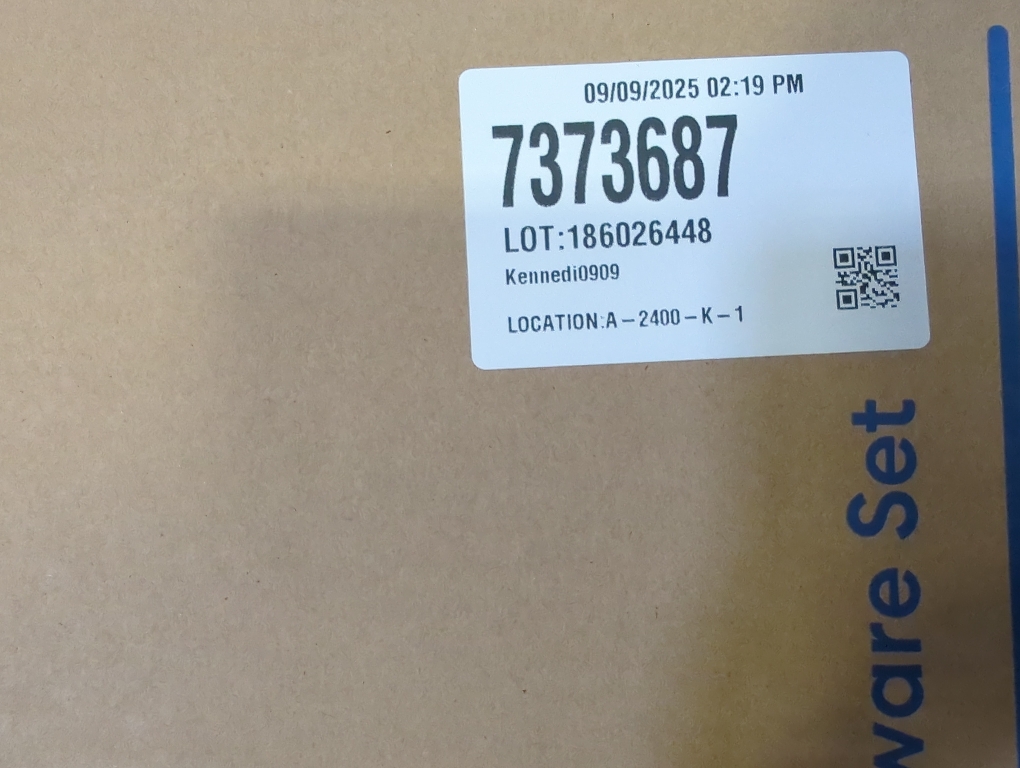 09/09/2025 02:19 PM
7373687
LOT:186026448
Kennedi0909
LOCATION:A-2400-K-1
ware Set